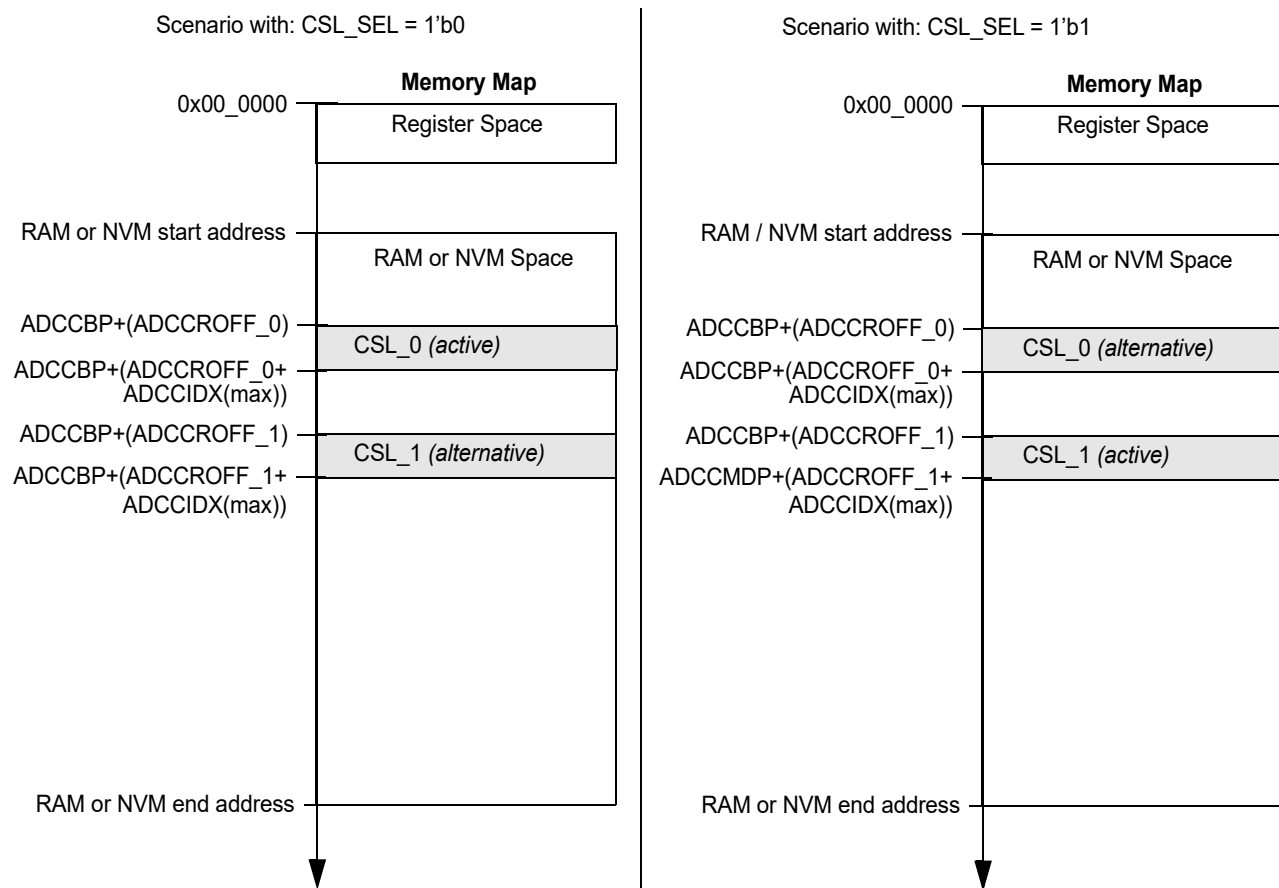 Scenario with: CSL_SEL = 1’b0
Memory Map
0x00_0000
Register Space
RAM or NVM start address
RAM or NVM Space
ADCCBP+(ADCCROFF_0)
CSL_0 (active)
ADCCBP+(ADCCROFF_0+
ADCCIDX(max))
ADCCBP+(ADCCROFF_1)
CSL_1 (alternative)
ADCCBP+(ADCCROFF_1+
ADCCIDX(max))
RAM or NVM end address
Scenario with: CSL_SEL = 1’b1
Memory Map
0x00_0000
Register Space
RAM / NVM start address
RAM or NVM Space
ADCCBP+(ADCCROFF_0)
CSL_0 (alternative)
ADCCBP+(ADCCROFF_0+
ADCCIDX(max))
ADCCBP+(ADCCROFF_1)
CSL_1 (active)
ADCCMDP+(ADCCROFF_1+
ADCCIDX(max))
RAM or NVM end address